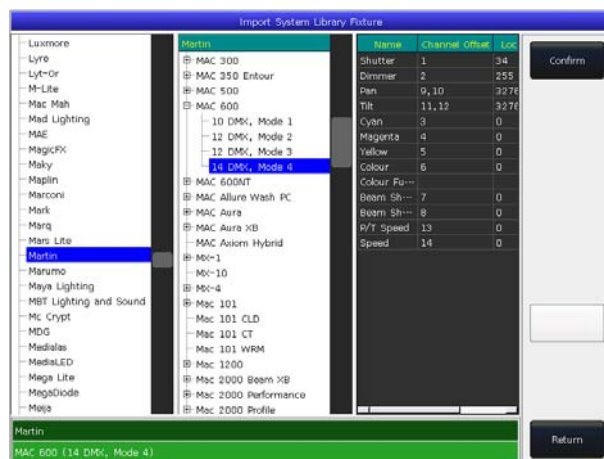 Import System Library Fixture
Luxmore
Lyre
Lyt-Or
M-Lite
Mac Mah
Mad Lighting
MAE
MagicFX
Maky
Maplin
Marconi
Mark
Marq
Mars Lite
Martin
Marumo
Maya Lighting
MBT Lighting and Sound
Mc Crypt
MDG
Medialas
MediaLED
Mega Lite
MegaDiode
Meija
Martin
MAC 300
MAC 350 Entour
MAC 500
MAC 600
10 DMX, Mode 1
12 DMX, Mode 2
12 DMX, Mode 3
14 DMX, Mode 4
MAC 600NT
MAC Allure Wash PC
MAC Aura
MAC Aura XB
MAC Axiom Hybrid
MX-1
MX-10
MX-4
Mac 101
Mac 101 CLD
Mac 101 CT
Mac 101 WRM
Mac 1200
Mac 2000 Beam XB
Mac 2000 Performance
Mac 2000 Profile
Name Channel Offset Loc
Shutter 1 34
Dimmer 2 255
Pan 9,10 3276
Tilt 11,12 3276
Cyan 3 0
Magenta 4 0
Yellow 5 0
Colour 6 0
Colour Fu···
Beam Sh··· 7 0
Beam Sh··· 8 0
P/T Speed 13 0
Speed 14 0
Confirm
Return
Martin
MAC 600 (14 DMX, Mode 4)